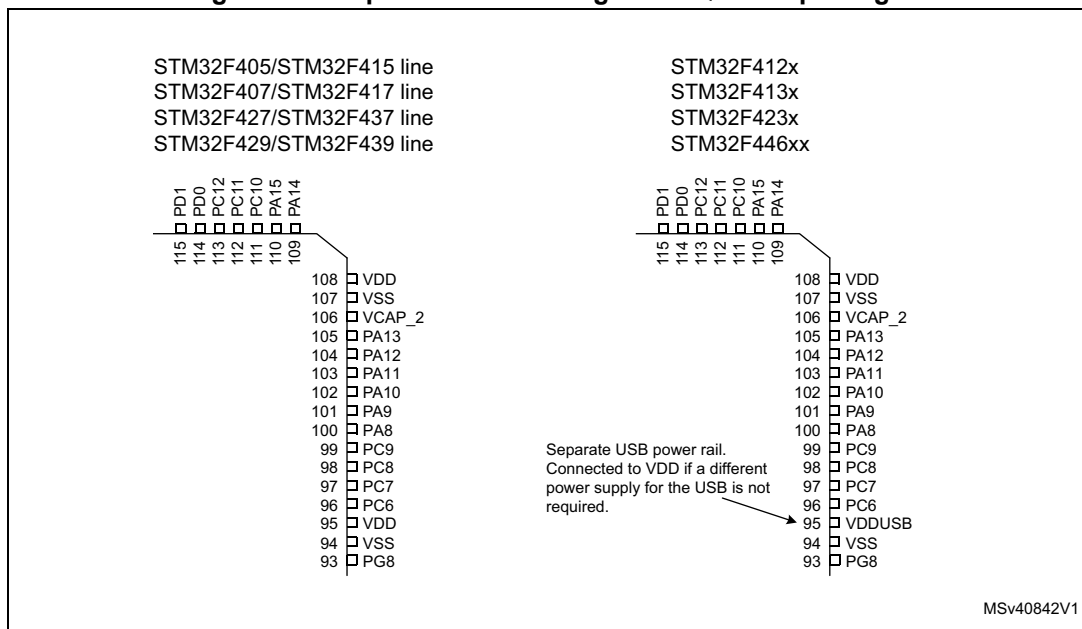 STM32F405/STM32F415 line
STM32F407/STM32F417 line
STM32F427/STM32F437 line
STM32F429/STM32F439 line
115 PD1
114 PD0
113 PC12
112 PC11
111 PC10
110 PA15
109 PA14
108 VDD
107 VSS
106 VCAP_2
105 PA13
104 PA12
103 PA11
102 PA10
101 PA9
100 PA8
99 PC9
98 PC8
97 PC7
96 PC6
95 VDD
94 VSS
93 PG8
STM32F412x
STM32F413x
STM32F423x
STM32F446xx
115 PD1
114 PD0
113 PC12
112 PC11
111 PC10
110 PA15
109 PA14
108 VDD
107 VSS
106 VCAP_2
105 PA13
104 PA12
103 PA11
102 PA10
101 PA9
100 PA8
99 PC9
98 PC8
97 PC7
96 PC6
95 VDDUSB
94 VSS
93 PG8
Separate USB power rail.
Connected to VDD if a different
power supply for the USB is not
required.
MSv40842V1